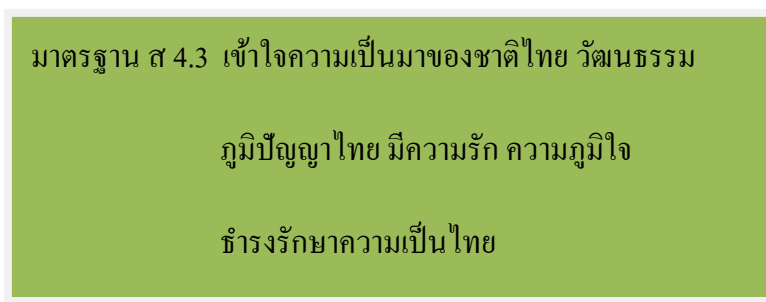 มาตรฐาน ส 4.3 เข้าใจความเป็นมาของชาติไทย วัฒนธรรม
ภูมิปัญญาไทย มีความรัก ความภูมิใจ
ธำรงรักษาความเป็นไทย